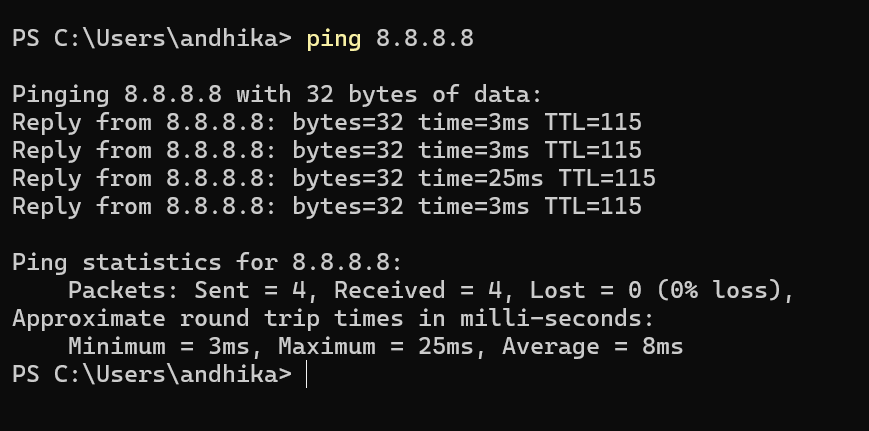 PS C:\Users\andhika> ping 8.8.8.8
Pinging 8.8.8.8 with 32 bytes of data:
Reply from 8.8.8.8: bytes=32 time=3ms TTL=115
Reply from 8.8.8.8: bytes=32 time=3ms TTL=115
Reply from 8.8.8.8: bytes=32 time=25ms TTL=115
Reply from 8.8.8.8: bytes=32 time=3ms TTL=115
Ping statistics for 8.8.8.8:
Packets: Sent = 4, Received = 4, Lost = 0 (0% loss),
Approximate round trip times in milli-seconds:
Minimum = 3ms, Maximum = 25ms, Average = 8ms
PS C:\Users\andhika>